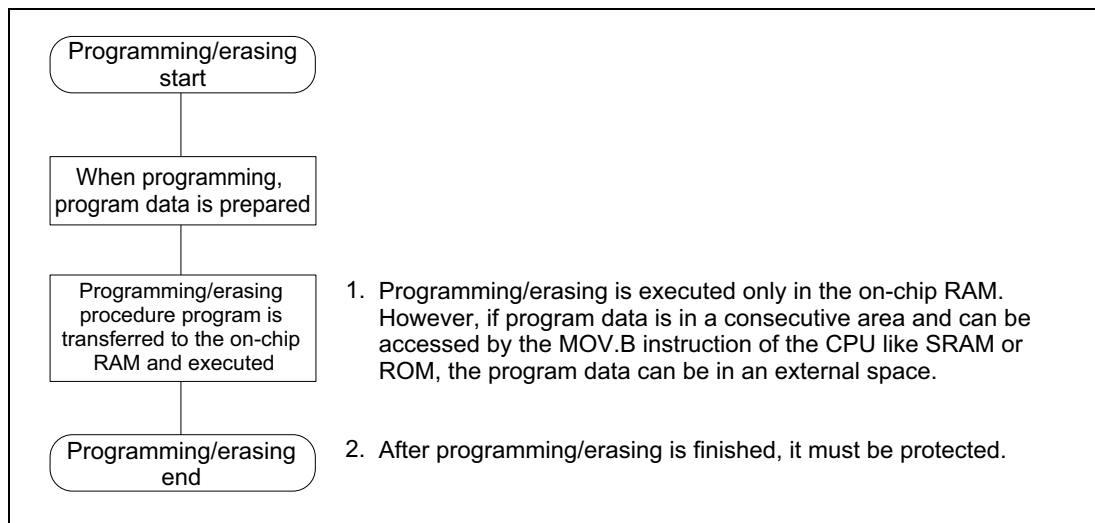 Programming/erasing
start
When programming,
program data is prepared
Programming/erasing
procedure program is
transferred to the on-chip
RAM and executed
1. Programming/erasing is executed only in the on-chip RAM.
However, if program data is in a consecutive area and can be
accessed by the MOV.B instruction of the CPU like SRAM or
ROM, the program data can be in an external space.
Programming/erasing
end
2. After programming/erasing is finished, it must be protected.